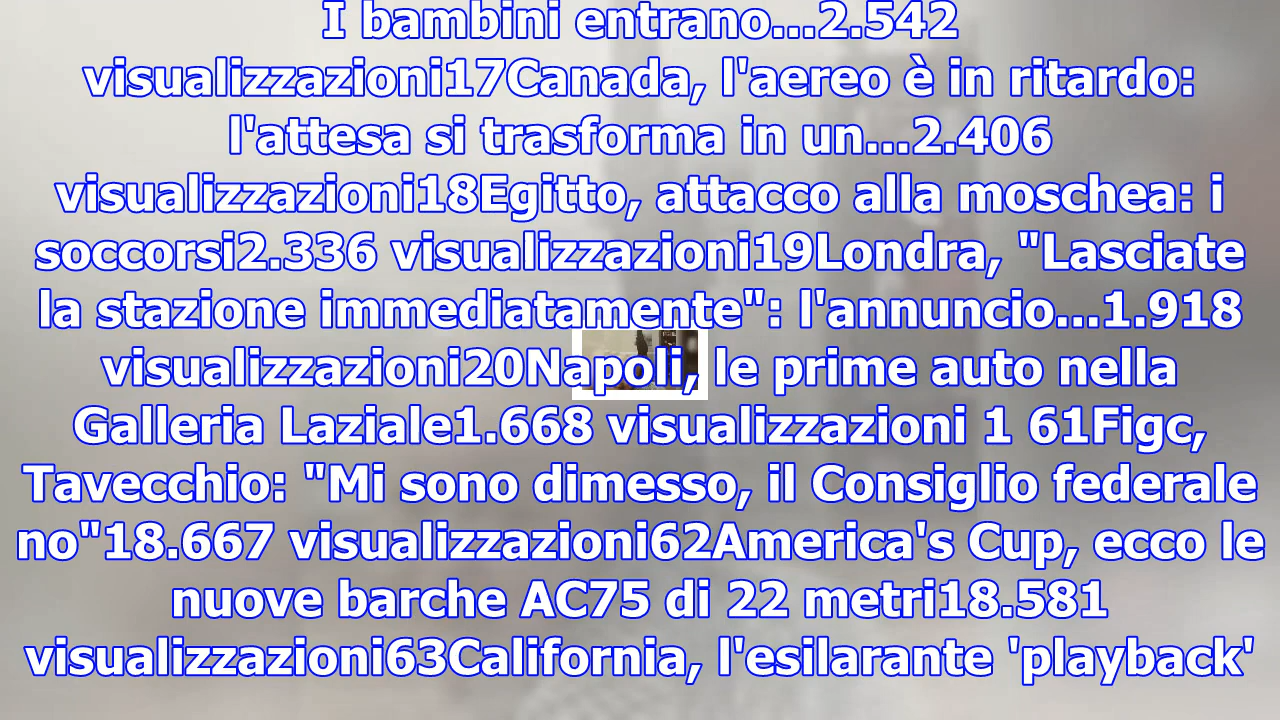 I bambini entrano...2.542
visualizzazioni17Canada, l'aereo è in ritardo:
l'attesa si trasforma in un...2.406
visualizzazioni18Egitto, attacco alla moschea: i
soccorsi2.336 visualizzazioni19Londra, "Lasciate
la stazione immediatamente": l'annuncio...1.918
visualizzazioni20Napoli, le prime auto nella
Galleria Laziale1.668 visualizzazioni 1 61Figc,
Tavecchio: "Mi sono dimesso, il Consiglio federale
no"18.667 visualizzazioni62America's Cup, ecco le
nuove barche AC75 di 22 metri18.581
visualizzazioni63California, l'esilarante 'playback'